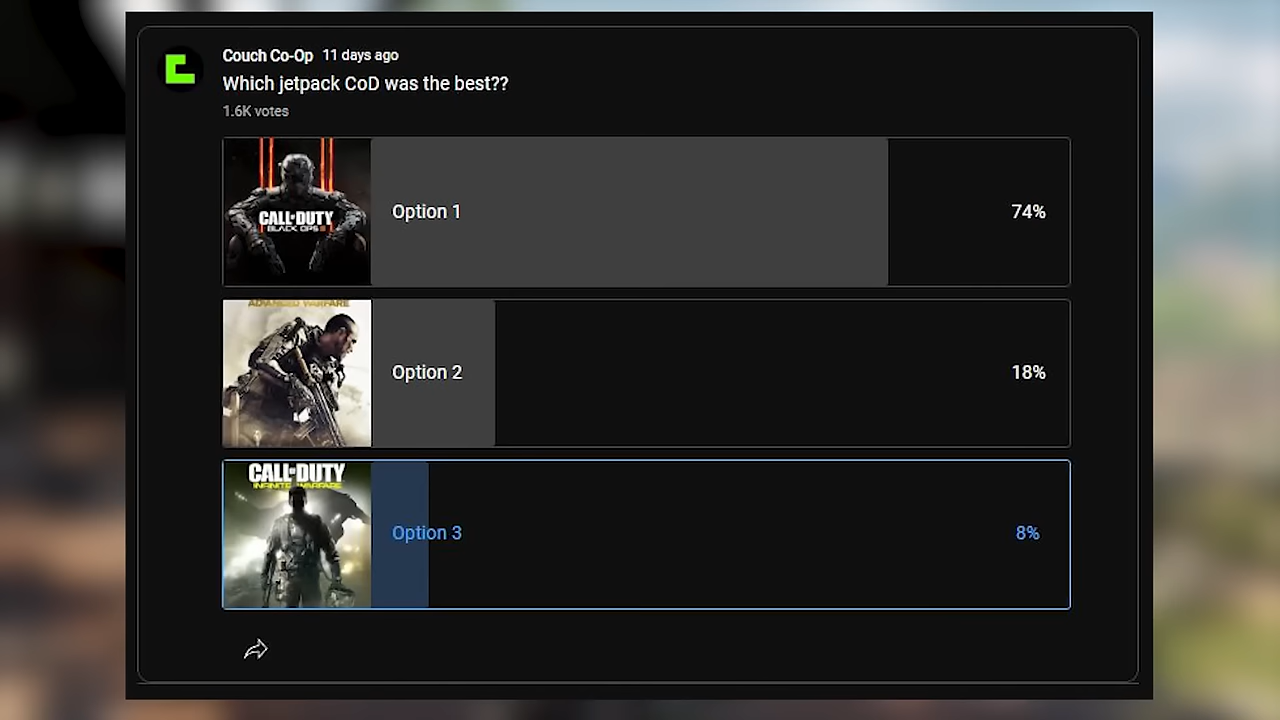 Couch Co-Op 11 days ago
Which jetpack CoD was the best??
1.6K votes
CALL OF DUTY
BLACK OPS III
Option 1
74%
ADVANCED WARFARE
Option 2
18%
CALL OF DUTY
INFINITE WARFARE
Option 3
8%